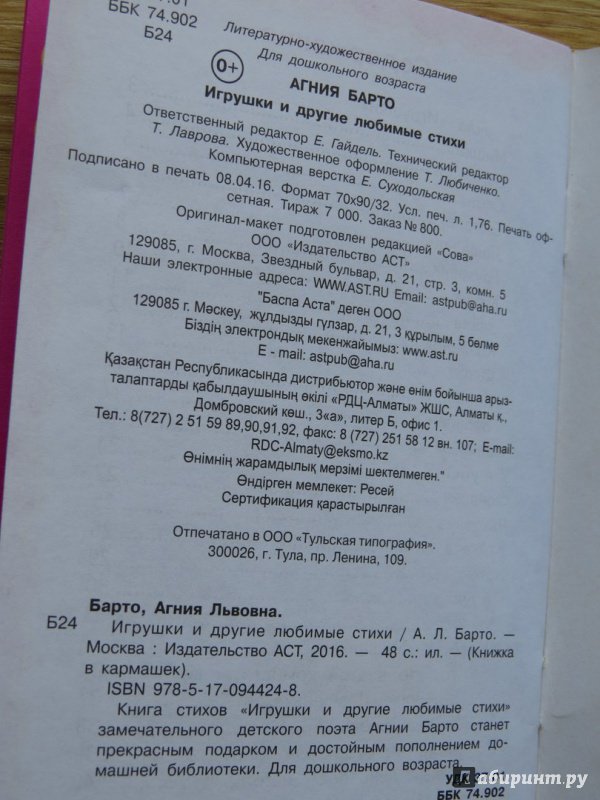 ББК 74.902
Б24
Литературно-художественное издание
Для дошкольного возраста
0+
АГНИЯ БАРТО
Игрушки и другие любимые стихи
Ответственный редактор Е. Гайдель. Технический редактор
Т. Лаврова. Художественное оформление Т. Любиченко.
Компьютерная верстка Е. Суходольская
Подписано в печать 08.04.16. Формат 70х90/32. Усл. печ. л. 1,76. Печать оф-
сетная. Тираж 7 000. Заказ № 800.
Оригинал-макет подготовлен редакцией «Сова»
ООО «Издательство АСТ»
129085, г. Москва, Звездный бульвар, д. 21, стр. 3, комн. 5
Наши электронные адреса: WWW.AST.RU Email: astpub@aha.ru
"Баспа Аста" деген ООО
129085 г. Мәскеу, жұлдызды гүлзар, д. 21, 3 құрылым, 5 бөлме
Біздің электрондық мекенжайымыз: www.ast.ru
E - mail: astpub@aha.ru
Қазақстан Республикасында дистрибьютор және өнім бойынша арыз-
талаптарды қабылдаушының өкілі «РДЦ-Алматы» ЖШС, Алматы қ.,
Домбровский көш., 3«а», литер Б, офис 1.
Тел.: 8(727) 2 51 59 89,90,91,92, факс: 8 (727) 251 58 12 вн. 107; E-mail:
RDC-Almaty@eksmo.kz
Өнімнің жарамдылық мерзімі шектелмеген."
Өндірген мемлекет: Ресей
Сертификация қарастырылған
Отпечатано в ООО «Тульская типография».
300026, г. Тула, пр. Ленина, 109.
Барто, Агния Львовна.
Б24
Игрушки и другие любимые стихи / А. Л. Барто. —
Москва : Издательство АСТ, 2016. — 48 с.: ил. — (Книжка
в кармашек).
ISBN 978-5-17-094424-8.
Книга стихов «Игрушки и другие любимые стихи»
замечательного детского поэта Агнии Барто станет
прекрасным подарком и достойным пополнением до-
машней библиотеки. Для дошкольного возраста.
УДК
ББК 74.902
Лабиринт.ру